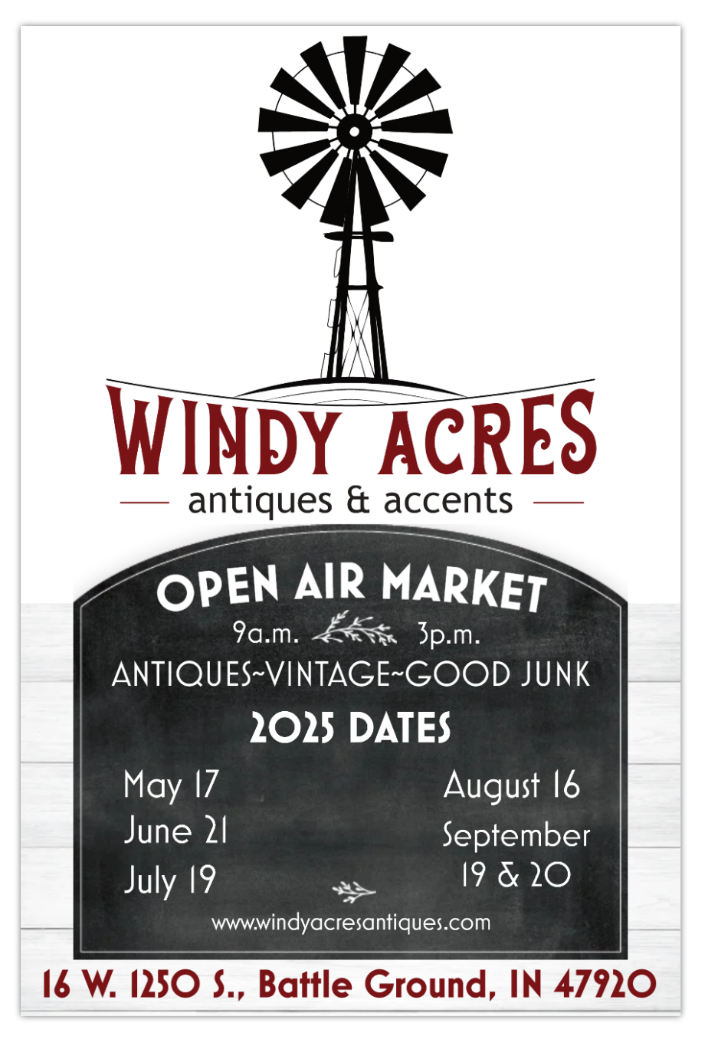 WINDY ACRES
antiques & accents
OPEN AIR MARKET
9a.m. 3p.m.
ANTIQUES~VINTAGE~GOOD JUNK
2025 DATES
May 17
June 21
July 19
August 16
September
19 & 20
www.windyacresantiques.com
16 W. 1250 S., Battle Ground, IN 47920